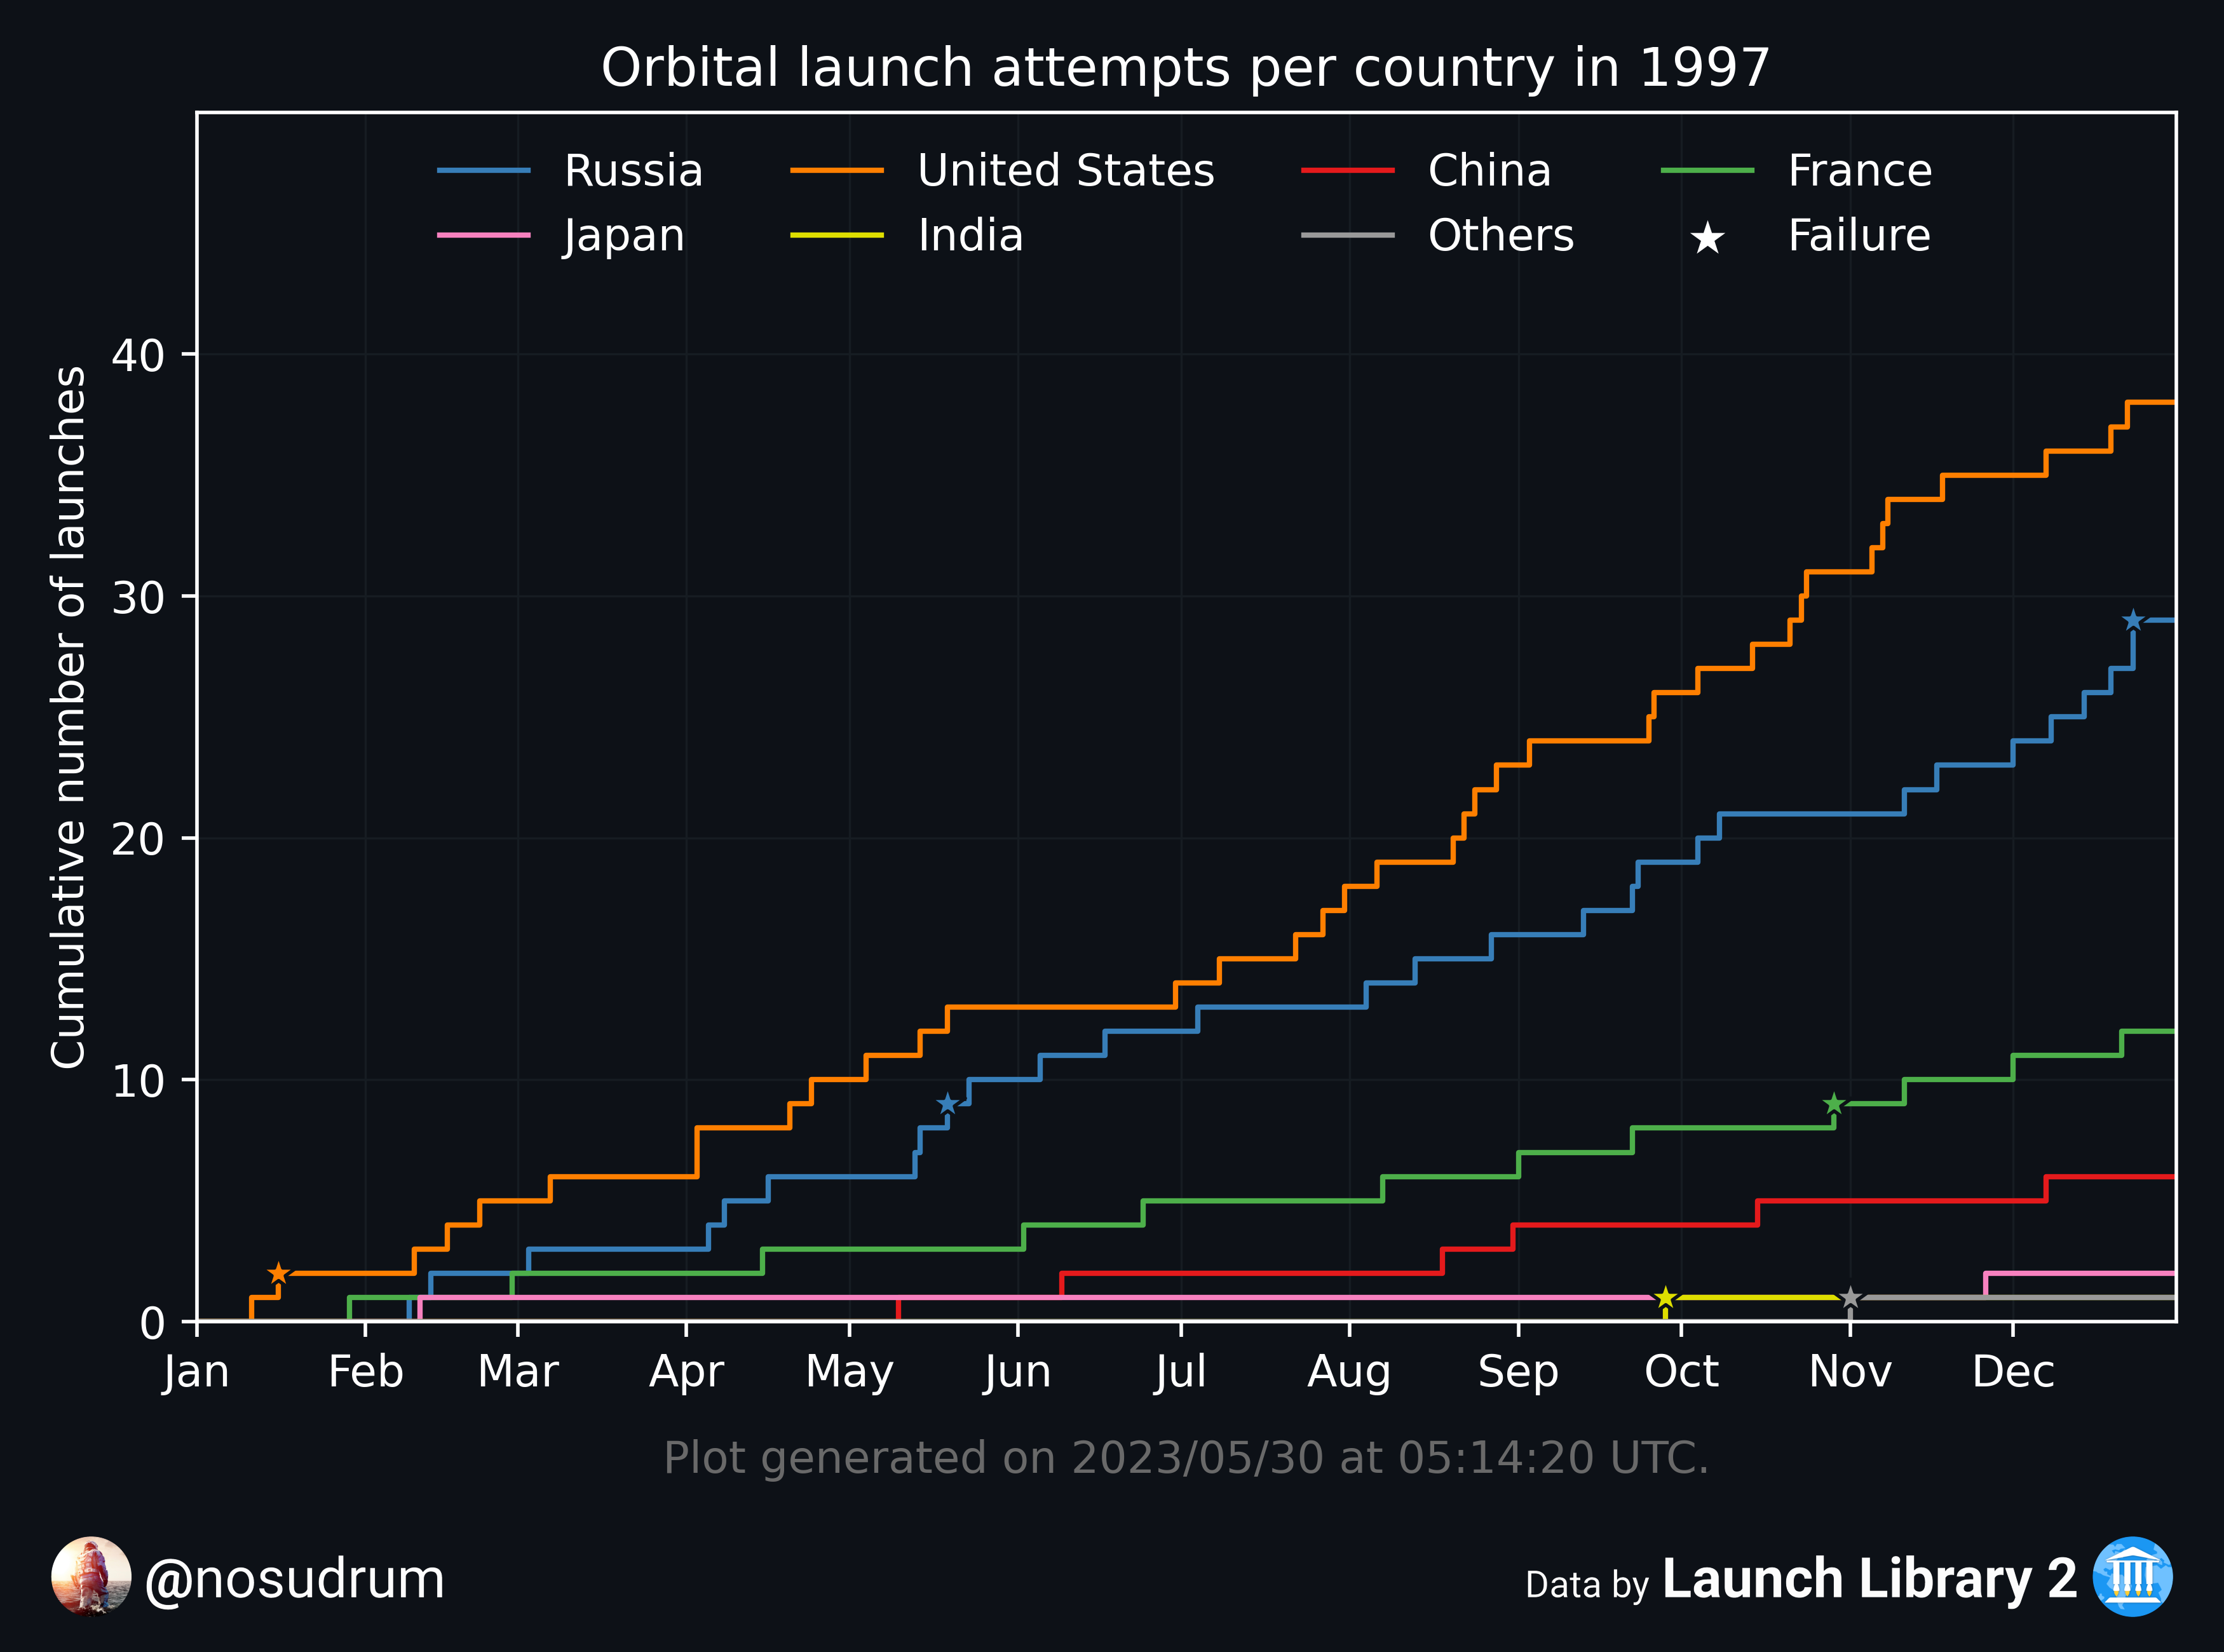 Orbital launch attempts per country in 1997
Russia United States China France
Japan India Others Failure
Cumulative number of launches
40
30
20
10
0
Jan Feb Mar Apr May Jun Jul Aug Sep Oct Nov Dec
Plot generated on 2023/05/30 at 05:14:20 UTC.
@nosudrum
Data by Launch Library 2